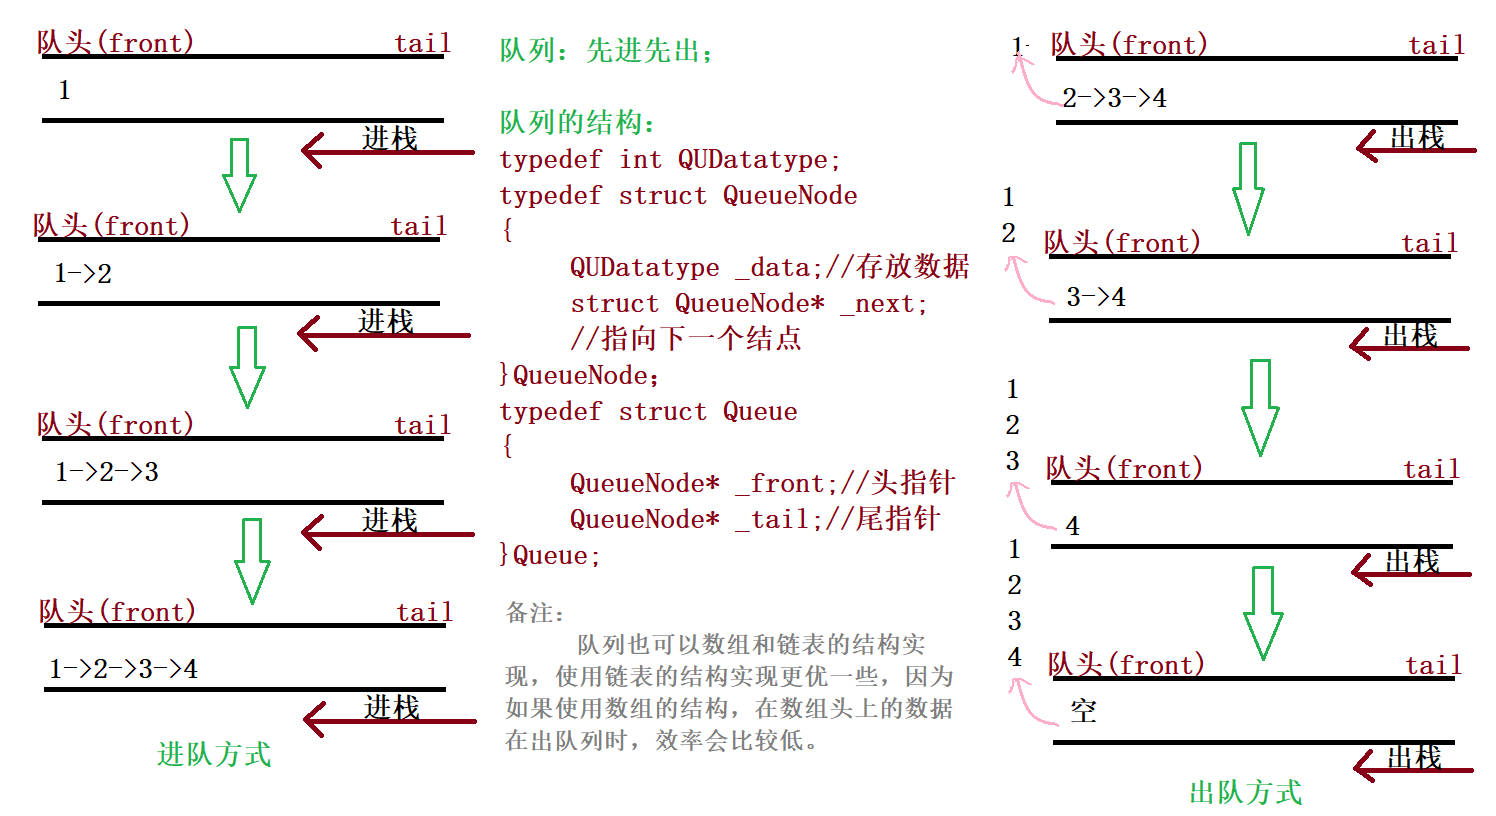 队头(front) tail
1
进栈
队头(front) tail
1->2
进栈
队头(front) tail
1->2->3
进栈
队头(front) tail
1->2->3->4
进栈
进队方式
队列：先进先出；
队列的结构：
typedef int QUDatatype;
typedef struct QueueNode
{
QUDatatype _data;//存放数据
struct QueueNode* _next;
//指向下一个结点
}QueueNode;
typedef struct Queue
{
QueueNode* _front;//头指针
QueueNode* _tail;//尾指针
}Queue;
备注：
队列也可以数组和链表的结构实
现，使用链表的结构实现更优一些，因为
如果使用数组的结构，在数组头上的数据
在出队列时，效率会比较低。
1- 队头(front) tail
2->3->4
出栈
1
2
队头(front) tail
3->4
出栈
1
2
3
队头(front) tail
4
出栈
1
2
3
4
队头(front) tail
空
出栈
出队方式